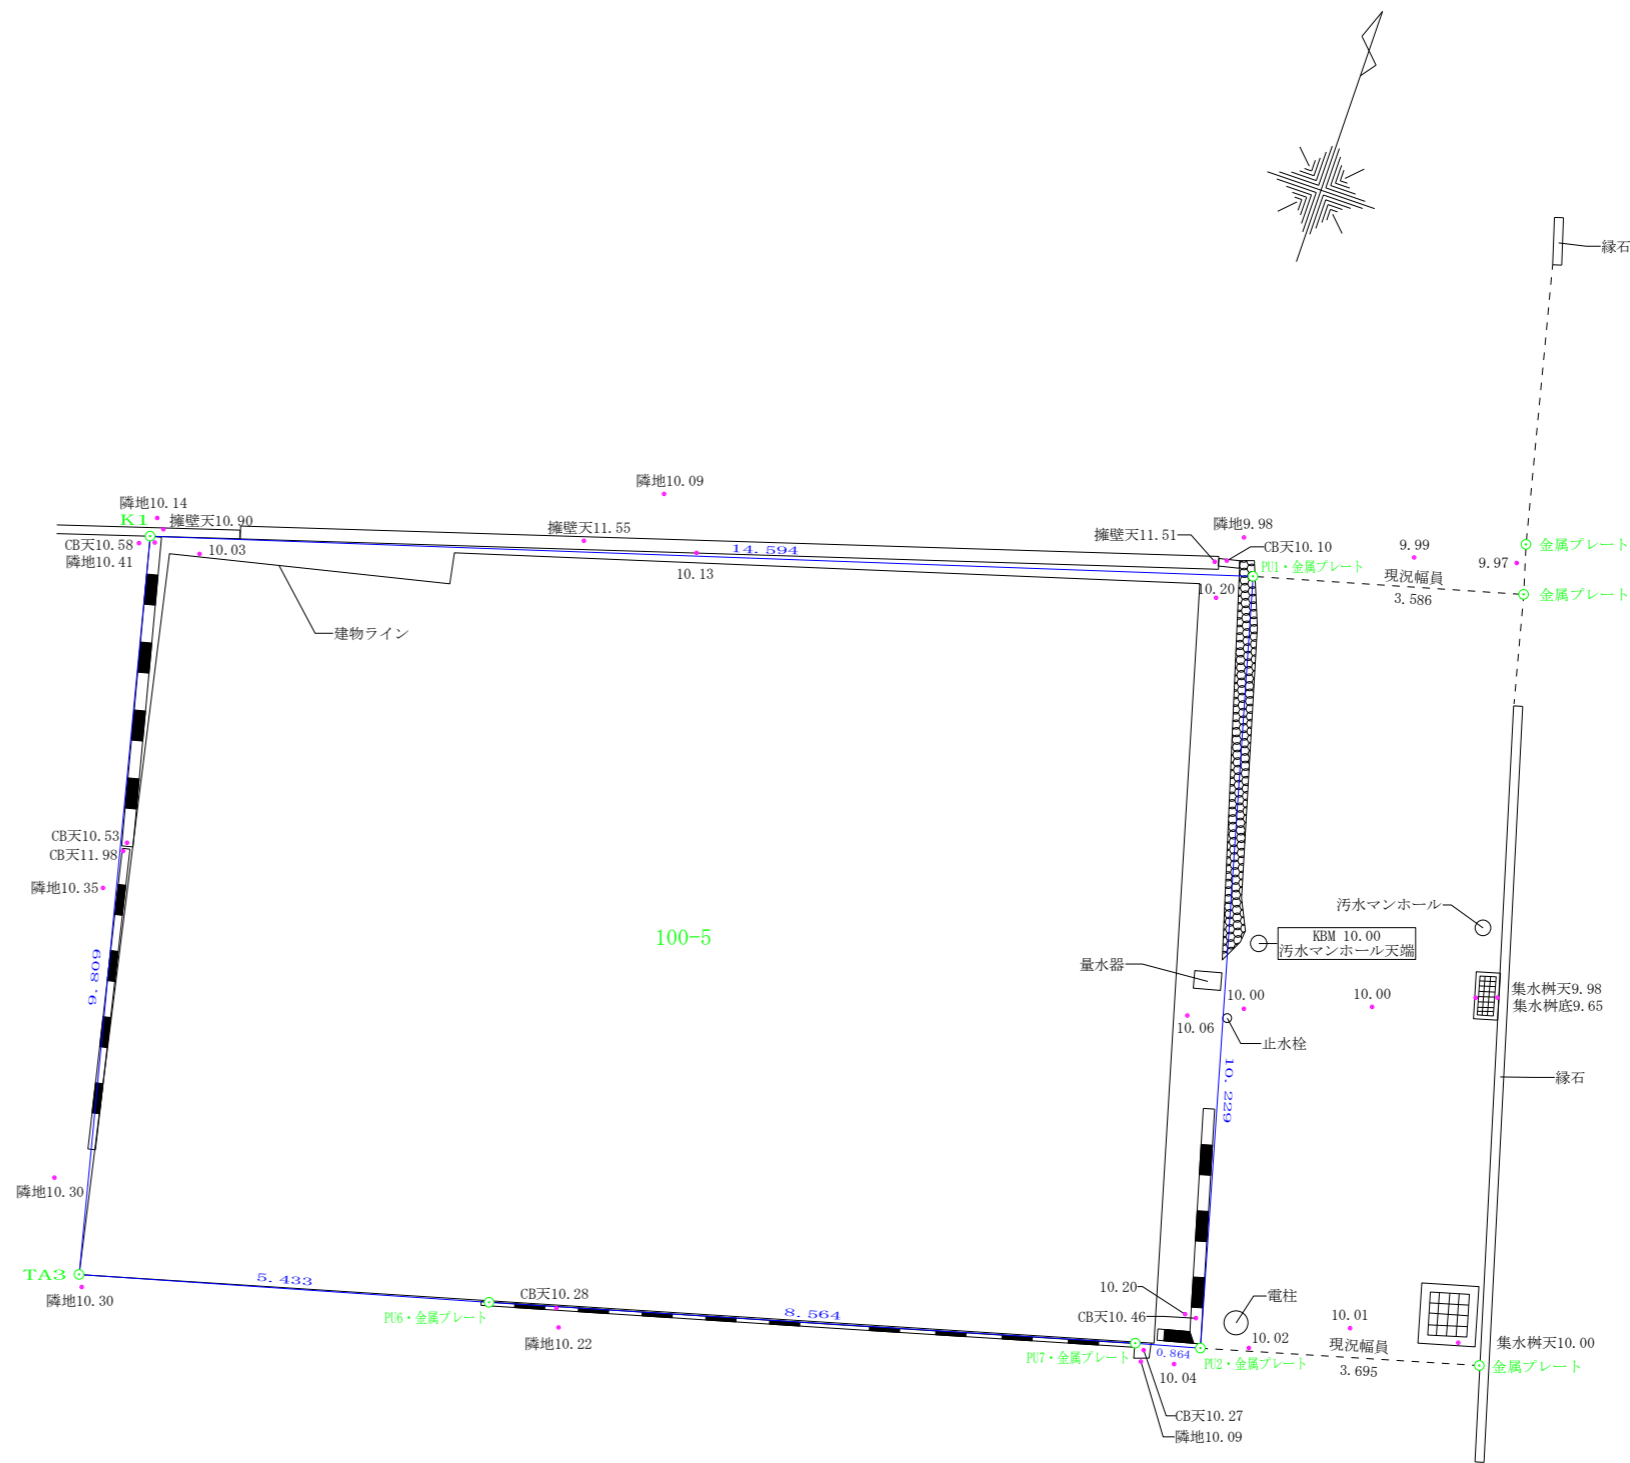 縁石
隣地10.09
隣地10.14
K1
擁壁天10.90
擁壁天11.55
擁壁天11.51
隣地9.98
CB天10.10
9.99
金属プレート
CB天10.58
隣地10.41
10.03
14.594
10.13
PU1・金属プレート
現況幅員
9.97
3.586
金属プレート
10.20
建物ライン
CB天10.53
CB天11.98
隣地10.35
汚水マンホール
100-5
KBM 10.00
汚水マンホール天端
量水器
9.809
10.00
10.00
集水桝天9.98
集水桝底9.65
10.06
止水栓
縁石
10.229
隣地10.30
TA3
5.433
隣地10.30
CB天10.28
PU6・金属プレート
8.564
隣地10.22
10.20
CB天10.46
電柱
10.01
10.02
現況幅員
集水桝天10.00
PU7・金属プレート
0.864
PU2・金属プレート
3.695
金属プレート
10.04
CB天10.27
隣地10.09